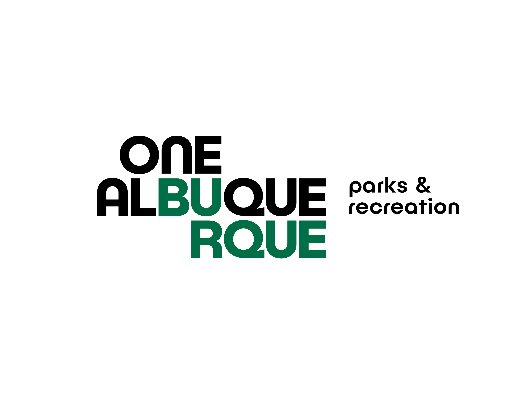 ONE
ALBUQUE
RQUE
parks &
recreation